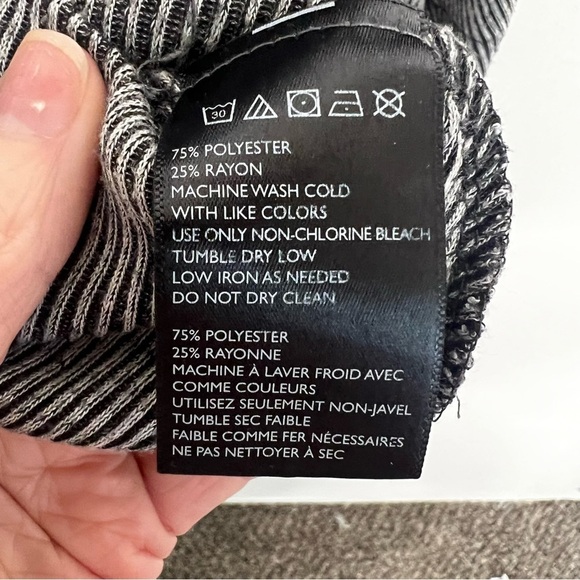 30
75% POLYESTER
25% RAYON
MACHINE WASH COLD
WITH LIKE COLORS
USE ONLY NON-CHLORINE BLEACH
TUMBLE DRY LOW
LOW IRON AS NEEDED
DO NOT DRY CLEAN
75% POLYESTER
25% RAYONNE
MACHINE À LAVER FROID AVEC
COMME COULEURS
UTILISEZ SEULEMENT NON-JAVEL
TUMBLE SEC FAIBLE
FAIBLE COMME FER NÉCESSAIRES
NE PAS NETTOYER À SEC